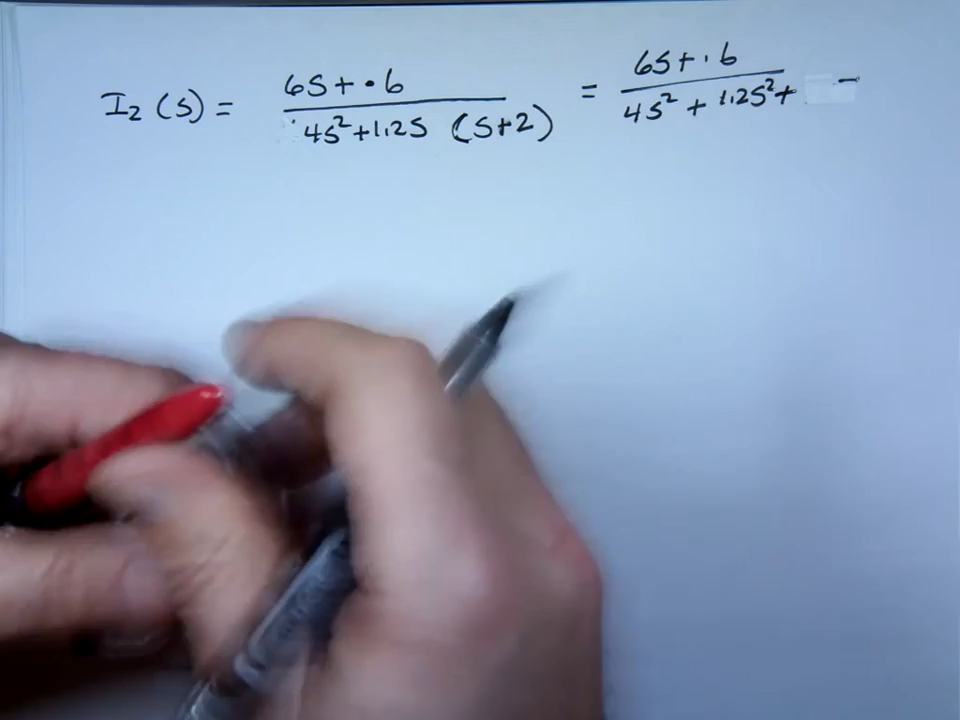 I₂(s) = 6s+.6 / 4s²+1.2s (s+2) = 6s+.6 / 4s² + 1.2s² + -